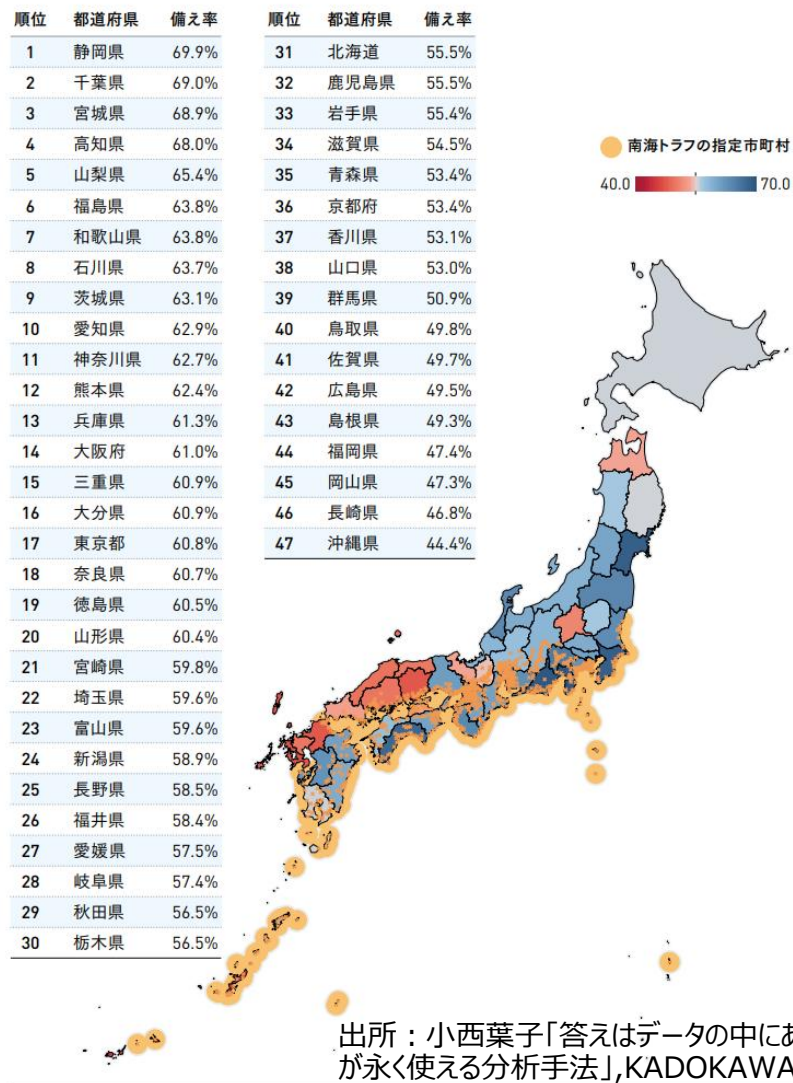 順位 都道府県 備え率
1 静岡県 69.9%
2 千葉県 69.0%
3 宮城県 68.9%
4 高知県 68.0%
5 山梨県 65.4%
6 福島県 63.8%
7 和歌山県 63.8%
8 石川県 63.7%
9 茨城県 63.1%
10 愛知県 62.9%
11 神奈川県 62.7%
12 熊本県 62.4%
13 兵庫県 61.3%
14 大阪府 61.0%
15 三重県 60.9%
16 大分県 60.9%
17 東京都 60.8%
18 奈良県 60.7%
19 徳島県 60.5%
20 山形県 60.4%
21 宮崎県 59.8%
22 埼玉県 59.6%
23 富山県 59.6%
24 新潟県 58.9%
25 長野県 58.5%
26 福井県 58.4%
27 愛媛県 57.5%
28 岐阜県 57.4%
29 秋田県 56.5%
30 栃木県 56.5%
順位 都道府県 備え率
31 北海道 55.5%
32 鹿児島県 55.5%
33 岩手県 55.4%
34 滋賀県 54.5%
35 青森県 53.4%
36 京都府 53.4%
37 香川県 53.1%
38 山口県 53.0%
39 群馬県 50.9%
40 鳥取県 49.8%
41 佐賀県 49.7%
42 広島県 49.5%
43 島根県 49.3%
44 福岡県 47.4%
45 岡山県 47.3%
46 長崎県 46.8%
47 沖縄県 44.4%
南海トラフの指定市町村
40.0 70.0
出所：小西葉子「答えはデータの中にあ
が永く使える分析手法」,KADOKAWA